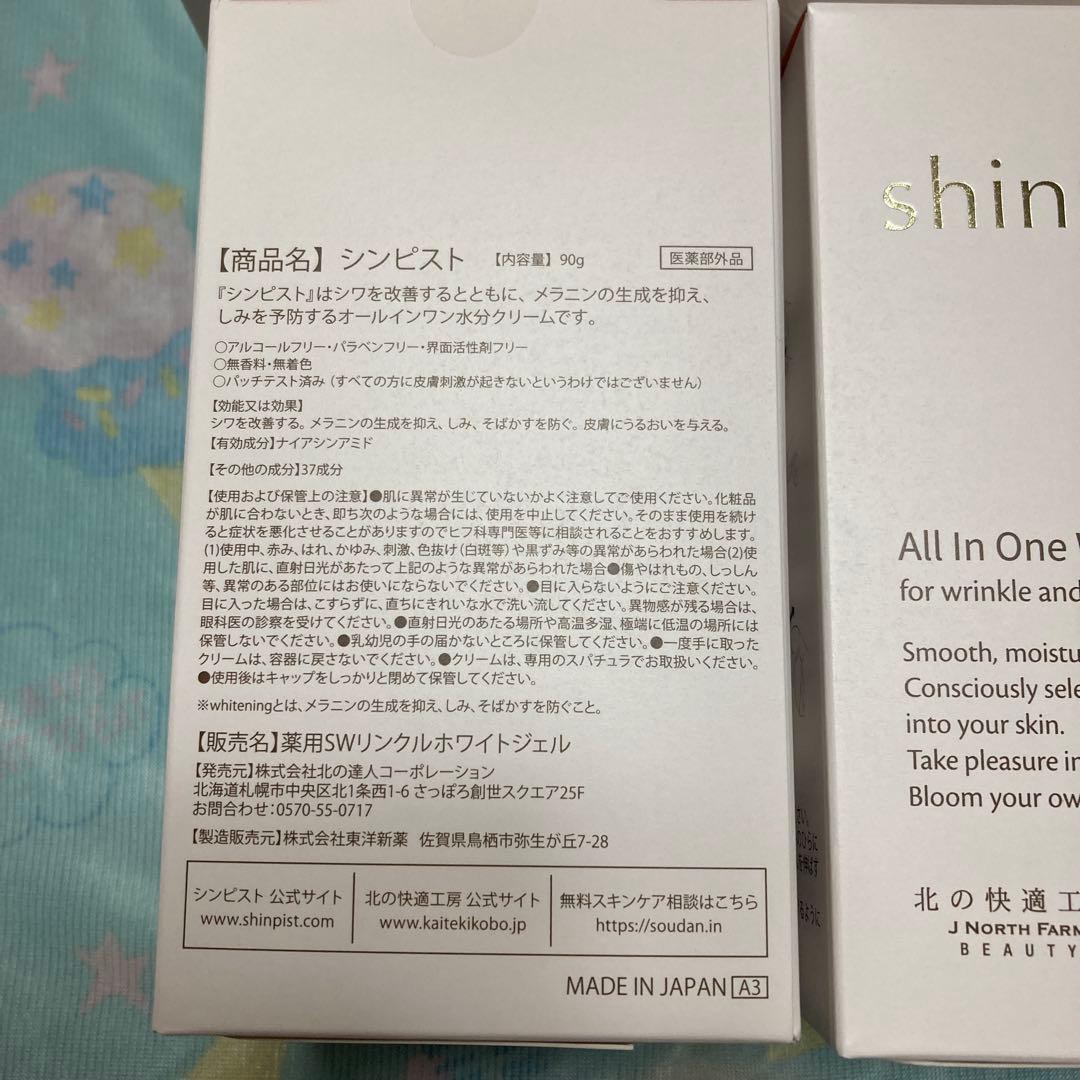 【商品名】シンピスト 【内容量】90g 医薬部外品
『シンピスト』はシワを改善するとともに、メラニンの生成を抑え、
しみを予防するオールインワン水分クリームです。
○アルコールフリー・パラベンフリー・界面活性剤フリー
○無香料・無着色
○パッチテスト済み（すべての方に皮膚刺激が起きないというわけではございません）
【効能又は効果】
シワを改善する。メラニンの生成を抑え、しみ、そばかすを防ぐ。皮膚にうるおいを与える。
【有効成分】ナイアシンアミド
【その他の成分】37成分
【使用および保管上の注意】●肌に異常が生じていないかよく注意してご使用ください。化粧品
が肌に合わないとき、即ち次のような場合には、使用を中止してください。そのまま使用を続け
ると症状を悪化させることがありますのでヒフ科専門医等に相談されることをおすすめします。
(1)使用中、赤み、はれ、かゆみ、刺激、色抜け（白斑等）や黒ずみ等の異常があらわれた場合(2)使
用した肌に、直射日光があたって上記のような異常があらわれた場合●傷やはれもの、しっしん
等、異常のある部位にはお使いにならないでください。●目に入らないようにご注意ください。
目に入った場合は、こすらずに、直ちにきれいな水で洗い流してください。異物感が残る場合は、
眼科医の診察を受けてください。●直射日光のあたる場所や高温多湿、極端に低温の場所には
保管しないでください。●乳幼児の手の届かないところに保管してください。●一度手に取った
クリームは、容器に戻さないでください。●クリームは、専用のスパチュラでお取扱いください。
●使用後はキャップをしっかりと閉めて保管してください。
※whiteningとは、メラニンの生成を抑え、しみ、そばかすを防ぐこと。
【販売名】薬用SWリンクルホワイトジェル
【発売元】株式会社北の達人コーポレーション
北海道札幌市中央区北1条西1-6 さっぽろ創世スクエア25F
お問合わせ:0570-55-0717
【製造販売元】株式会社東洋新薬 佐賀県鳥栖市弥生が丘7-28
シンピスト 公式サイト
www.shinpist.com
北の快適工房 公式サイト
www.kaitekikobo.jp
無料スキンケア相談はこちら
https://soudan.in
MADE IN JAPAN A3
shin
All In One
for wrinkle and
Smooth, moistu
Consciously sele
into your skin.
Take pleasure in
Bloom your ow
北の快適工
J NORTH FARM
BEAUTY